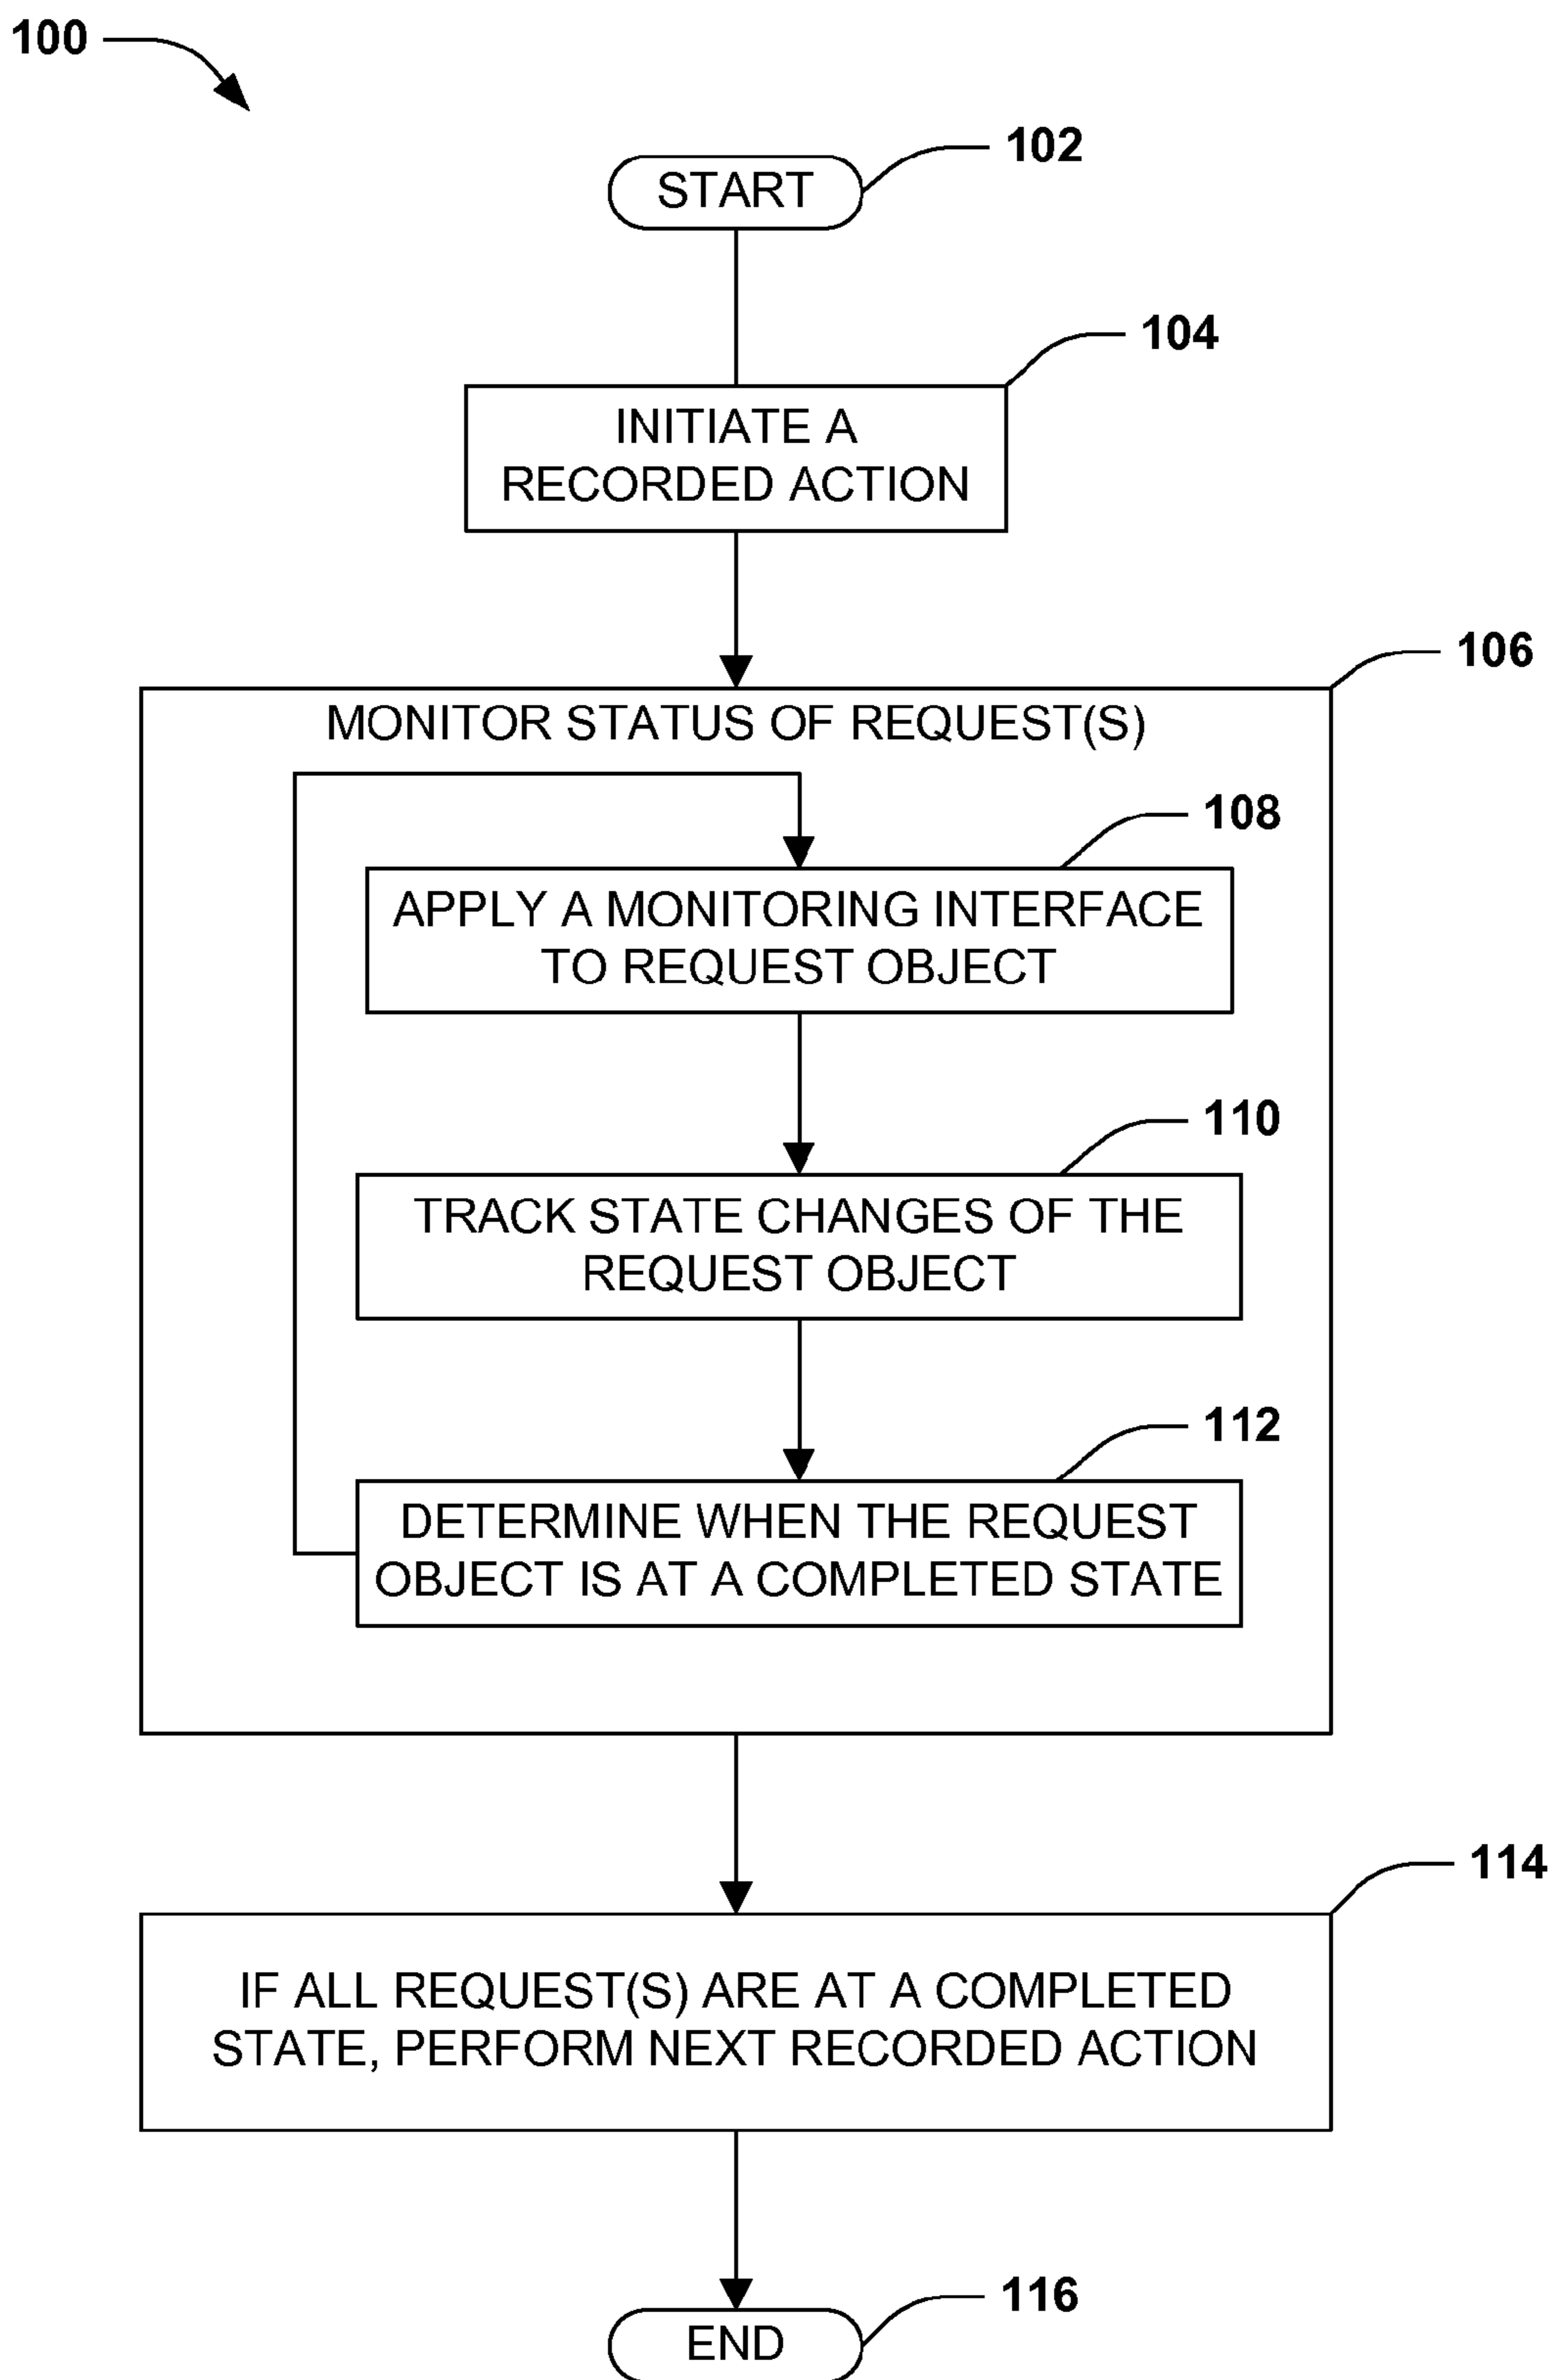 100
102
START
104
INITIATE A
RECORDED ACTION
106
MONITOR STATUS OF REQUEST(S)
108
APPLY A MONITORING INTERFACE
TO REQUEST OBJECT
110
TRACK STATE CHANGES OF THE
REQUEST OBJECT
112
DETERMINE WHEN THE REQUEST
OBJECT IS AT A COMPLETED STATE
114
IF ALL REQUEST(S) ARE AT A COMPLETED
STATE, PERFORM NEXT RECORDED ACTION
116
END